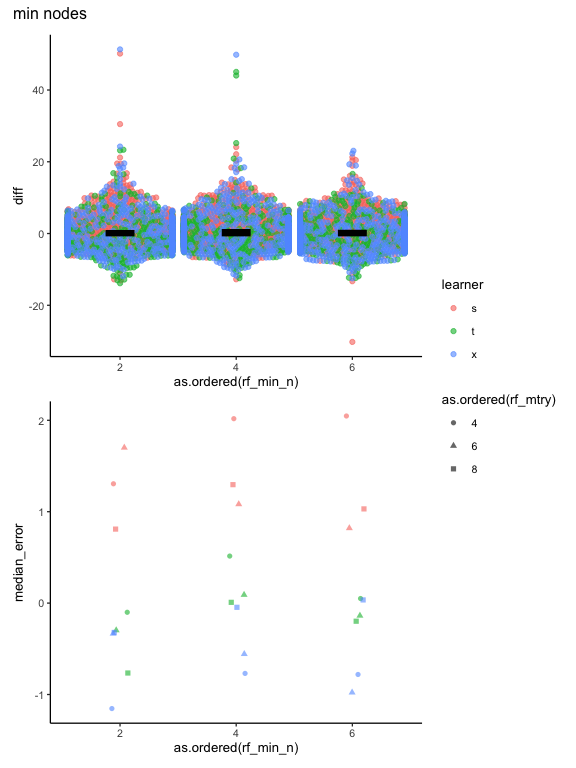 min nodes
diff
40
20
0
-20
2
4
6
as.ordered(rf_min_n)
learner
s
t
x
as.ordered(rf_mtry)
4
6
8
median_error
2
1
0
-1
2
4
6
as.ordered(rf_min_n)